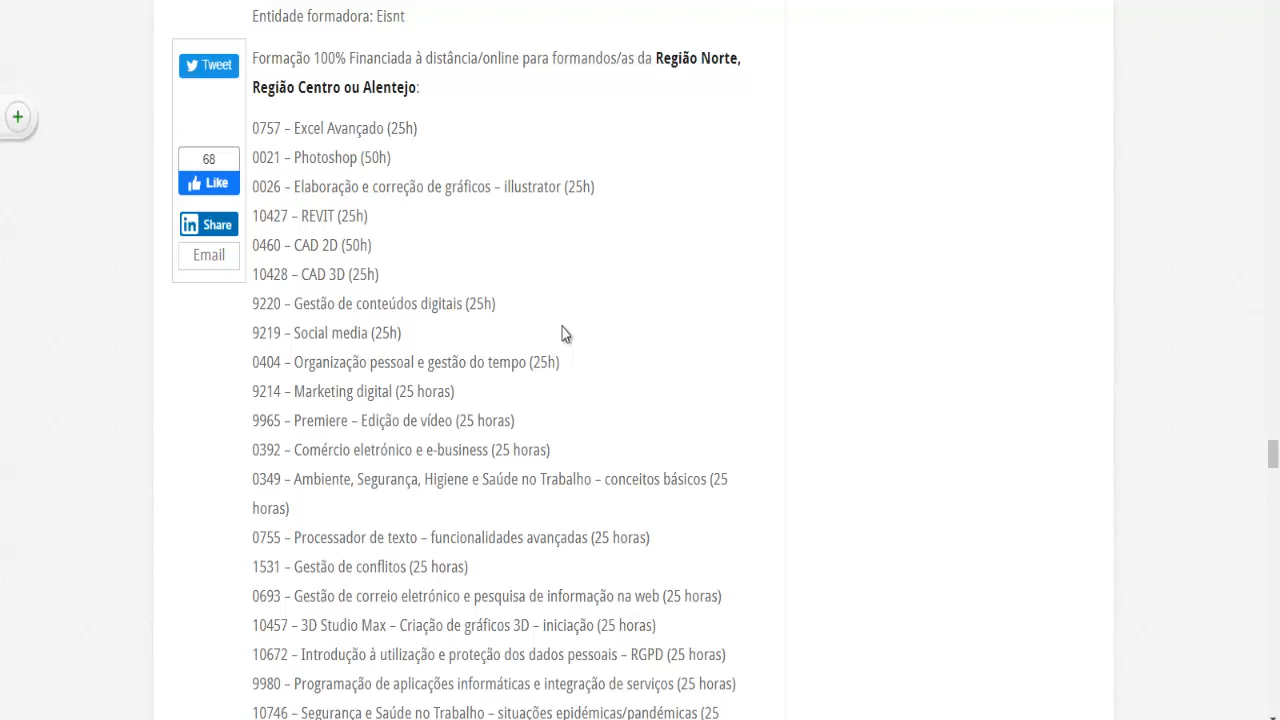 Entidade formadora: Eisnt
Tweet
68
Like
Share
Email
Formação 100% Financiada à distância/online para formandos/as da Região Norte,
Região Centro ou Alentejo:
0757 – Excel Avançado (25h)
0021 – Photoshop (50h)
0026 – Elaboração e correção de gráficos – illustrator (25h)
10427 – REVIT (25h)
0460 – CAD 2D (50h)
10428 – CAD 3D (25h)
9220 – Gestão de conteúdos digitais (25h)
9219 – Social media (25h)
0404 – Organização pessoal e gestão do tempo (25h)
9214 – Marketing digital (25 horas)
9965 – Premiere – Edição de vídeo (25 horas)
0392 – Comércio eletrónico e e-business (25 horas)
0349 – Ambiente, Segurança, Higiene e Saúde no Trabalho – conceitos básicos (25
horas)
0755 – Processador de texto – funcionalidades avançadas (25 horas)
1531 – Gestão de conflitos (25 horas)
0693 – Gestão de correio eletrónico e pesquisa de informação na web (25 horas)
10457 – 3D Studio Max – Criação de gráficos 3D – iniciação (25 horas)
10672 – Introdução à utilização e proteção dos dados pessoais – RGPD (25 horas)
9980 – Programação de aplicações informáticas e integração de serviços (25 horas)
10746 – Segurança e Saúde no Trabalho – situações epidémicas/pandémicas (25